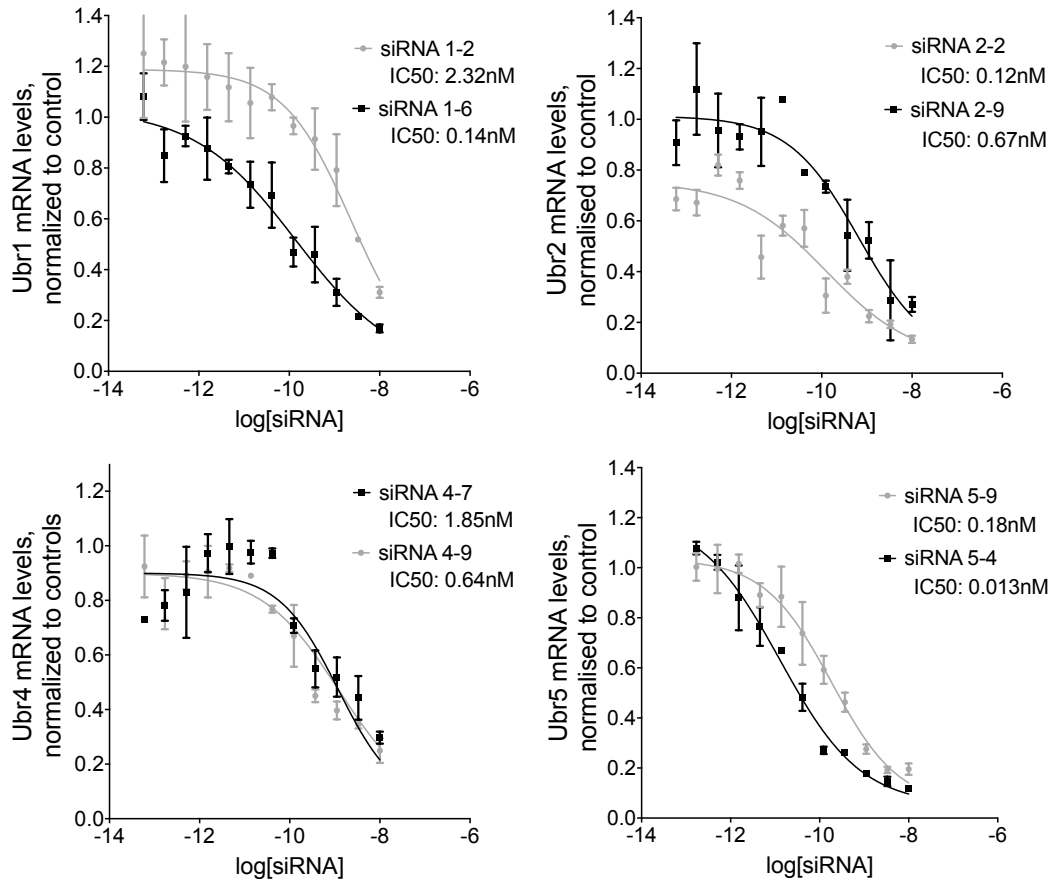 Ubr1 mRNA levels,
normalized to control
1.4
1.2
1.0
0.8
0.6
0.4
0.2
0.0
-14
-12
-10
-8
-6
log[siRNA]
siRNA 1-2
IC50: 2.32nM
siRNA 1-6
IC50: 0.14nM
Ubr2 mRNA levels,
normalised to control
1.4
1.2
1.0
0.8
0.6
0.4
0.2
0.0
-14
-12
-10
-8
-6
log[siRNA]
siRNA 2-2
IC50: 0.12nM
siRNA 2-9
IC50: 0.67nM
Ubr4 mRNA levels,
normalized to controls
1.2
1.0
0.8
0.6
0.4
0.2
0.0
-14
-12
-10
-8
-6
log[siRNA]
siRNA 4-7
IC50: 1.85nM
siRNA 4-9
IC50: 0.64nM
Ubr5 mRNA levels,
normalised to control
1.4
1.2
1.0
0.8
0.6
0.4
0.2
0.0
-14
-12
-10
-8
-6
log[siRNA]
siRNA 5-9
IC50: 0.18nM
siRNA 5-4
IC50: 0.013nM